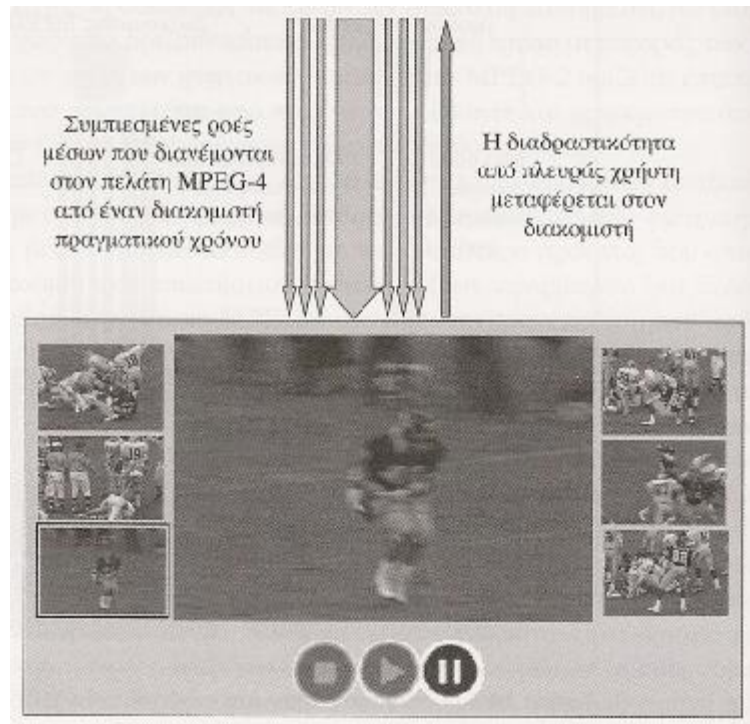 Συμπιεσμένες ροές
μέσων που διανέμονται
στον πελάτη MPEG-4
από έναν διακομιστή
πραγματικού χρόνου
Η διαδραστικότητα
από πλευράς χρήστη
μεταφέρεται στον
διακομιστή